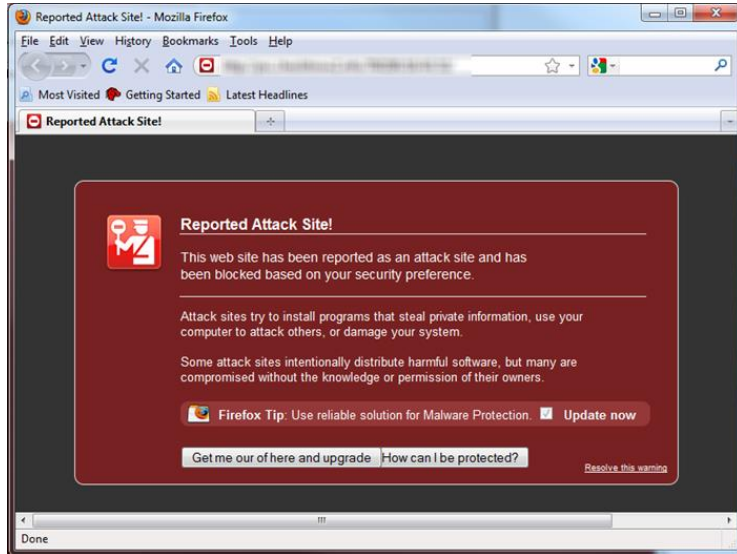 Reported Attack Site! - Mozilla Firefox
File Edit View History Bookmarks Tools Help
Most Visited Getting Started Latest Headlines
Reported Attack Site!
Reported Attack Site!
This web site has been reported as an attack site and has
been blocked based on your security preference.
Attack sites try to install programs that steal private information, use your
computer to attack others, or damage your system.
Some attack sites intentionally distribute harmful software, but many are
compromised without the knowledge or permission of their owners.
Firefox Tip: Use reliable solution for Malware Protection. Update now
Get me our of here and upgrade How can I be protected?
Resolve this warning
Done